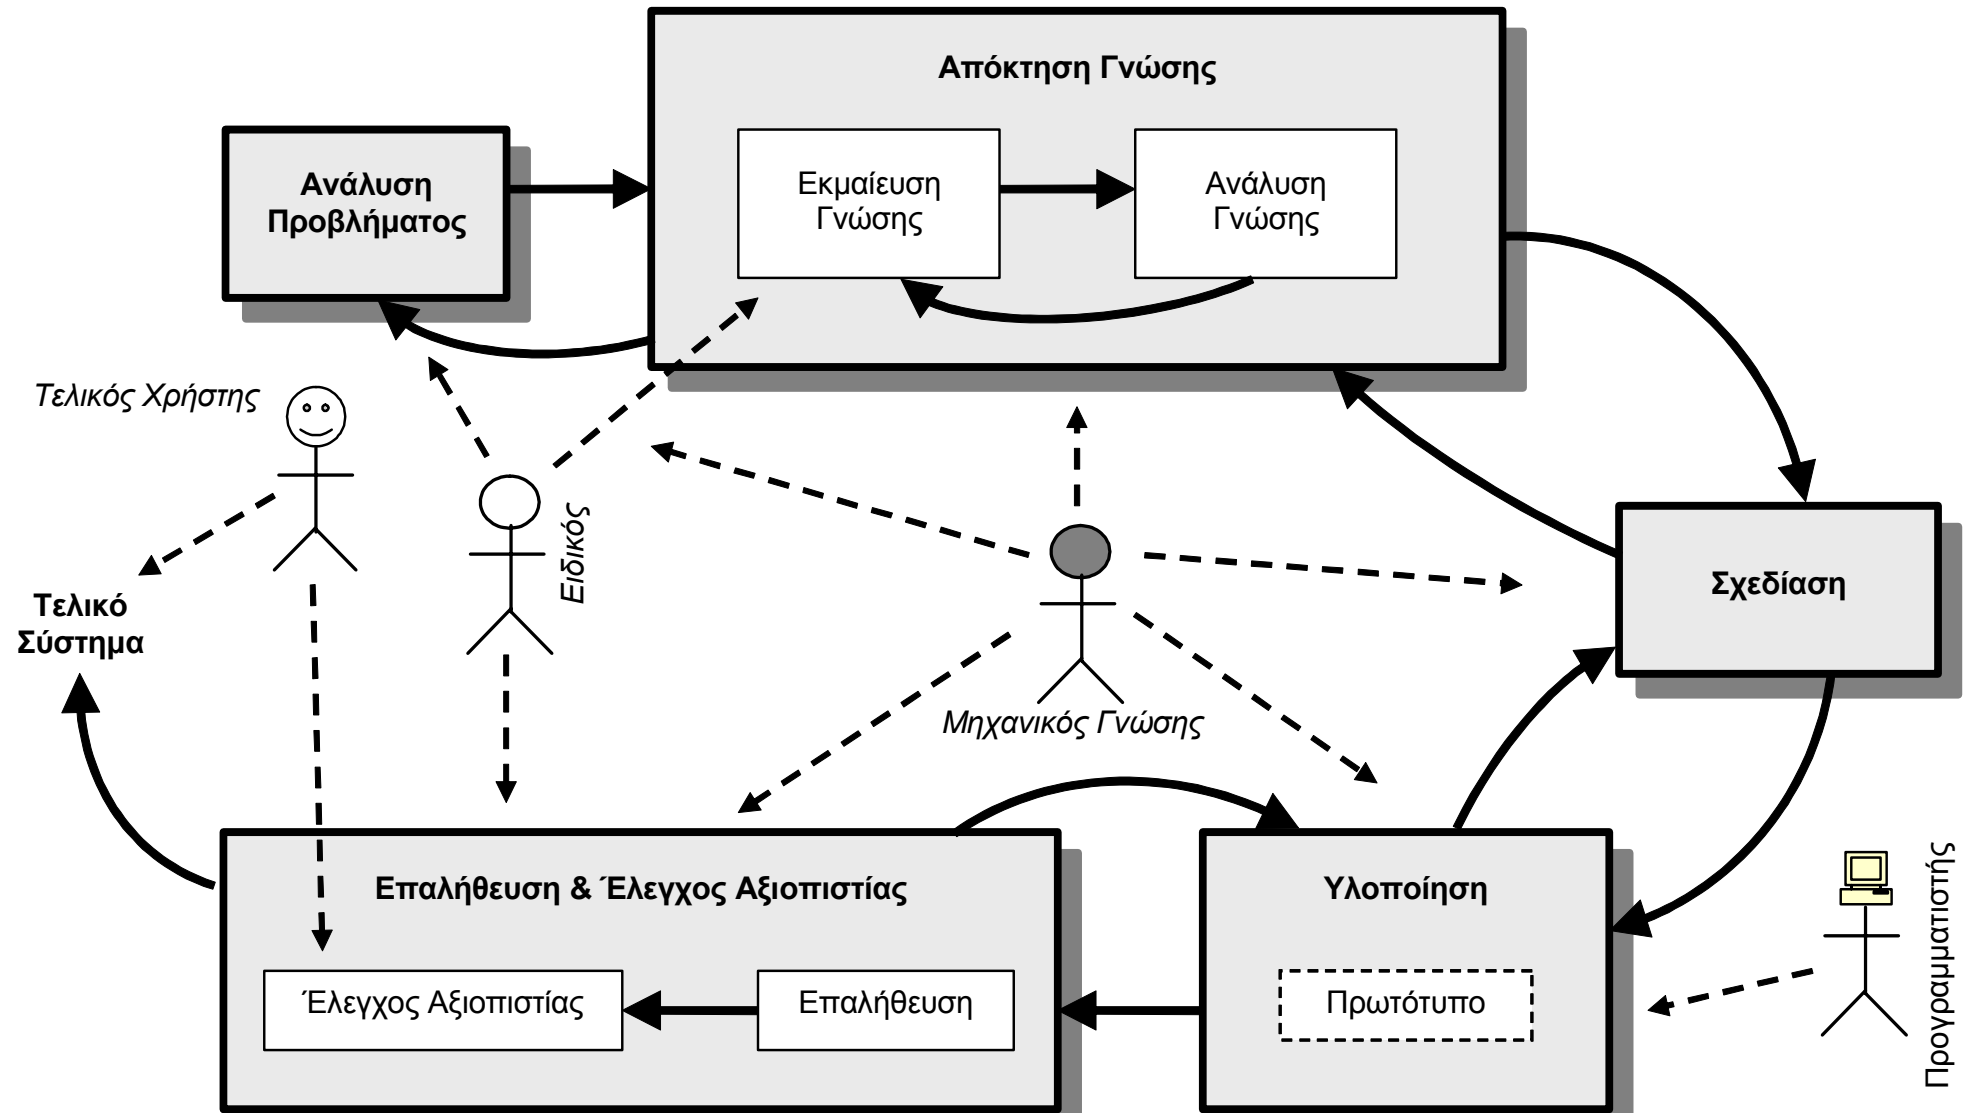 Απόκτηση Γνώσης
Ανάλυση
Προβλήματος
Εκμαίευση
Γνώσης
Ανάλυση
Γνώσης
Τελικός Χρήστης
Ειδικός
Τελικό
Σύστημα
Μηχανικός Γνώσης
Σχεδίαση
Επαλήθευση & Έλεγχος Αξιοπιστίας
Έλεγχος Αξιοπιστίας
Επαλήθευση
Υλοποίηση
Πρωτότυπο
Προγραμματιστής